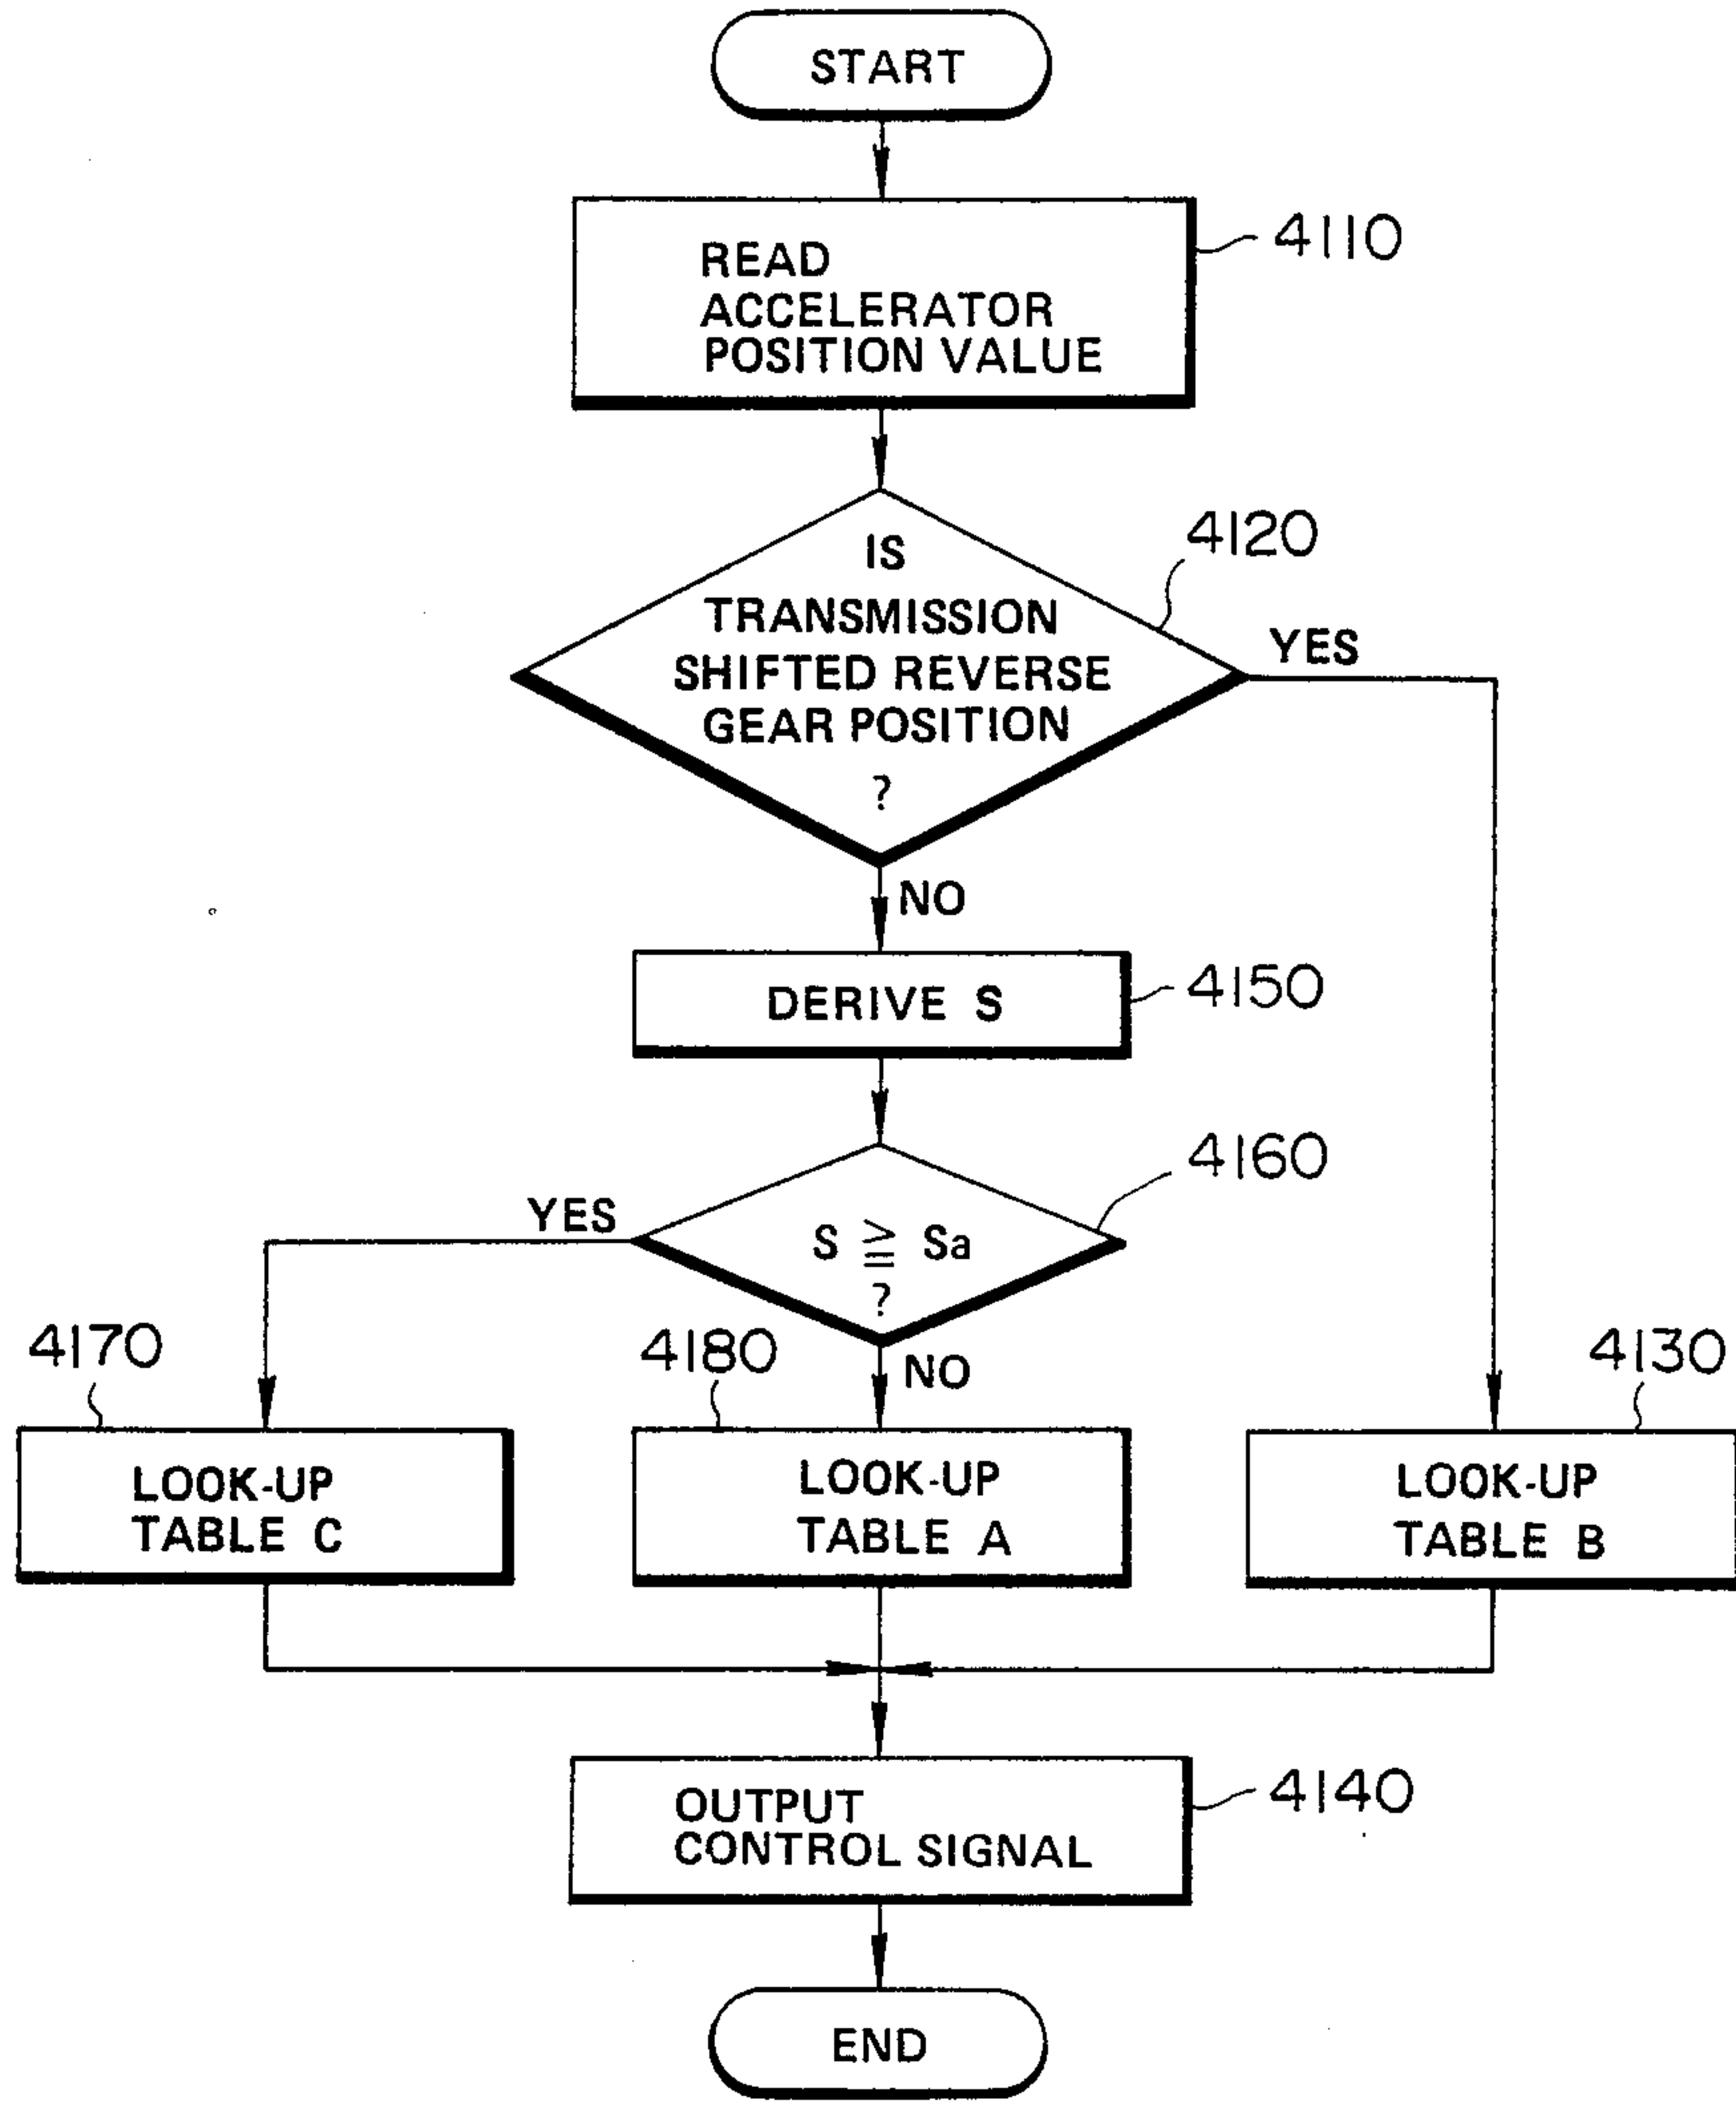 START
READ
ACCELERATOR
POSITION VALUE
4110
IS
TRANSMISSION
SHIFTED REVERSE
GEAR POSITION
?
4120
YES
NO
DERIVE S
4150
S ≧ Sa
?
4160
YES
NO
4170
LOOK-UP
TABLE C
4180
LOOK-UP
TABLE A
4130
LOOK-UP
TABLE B
OUTPUT
CONTROL SIGNAL
4140
END